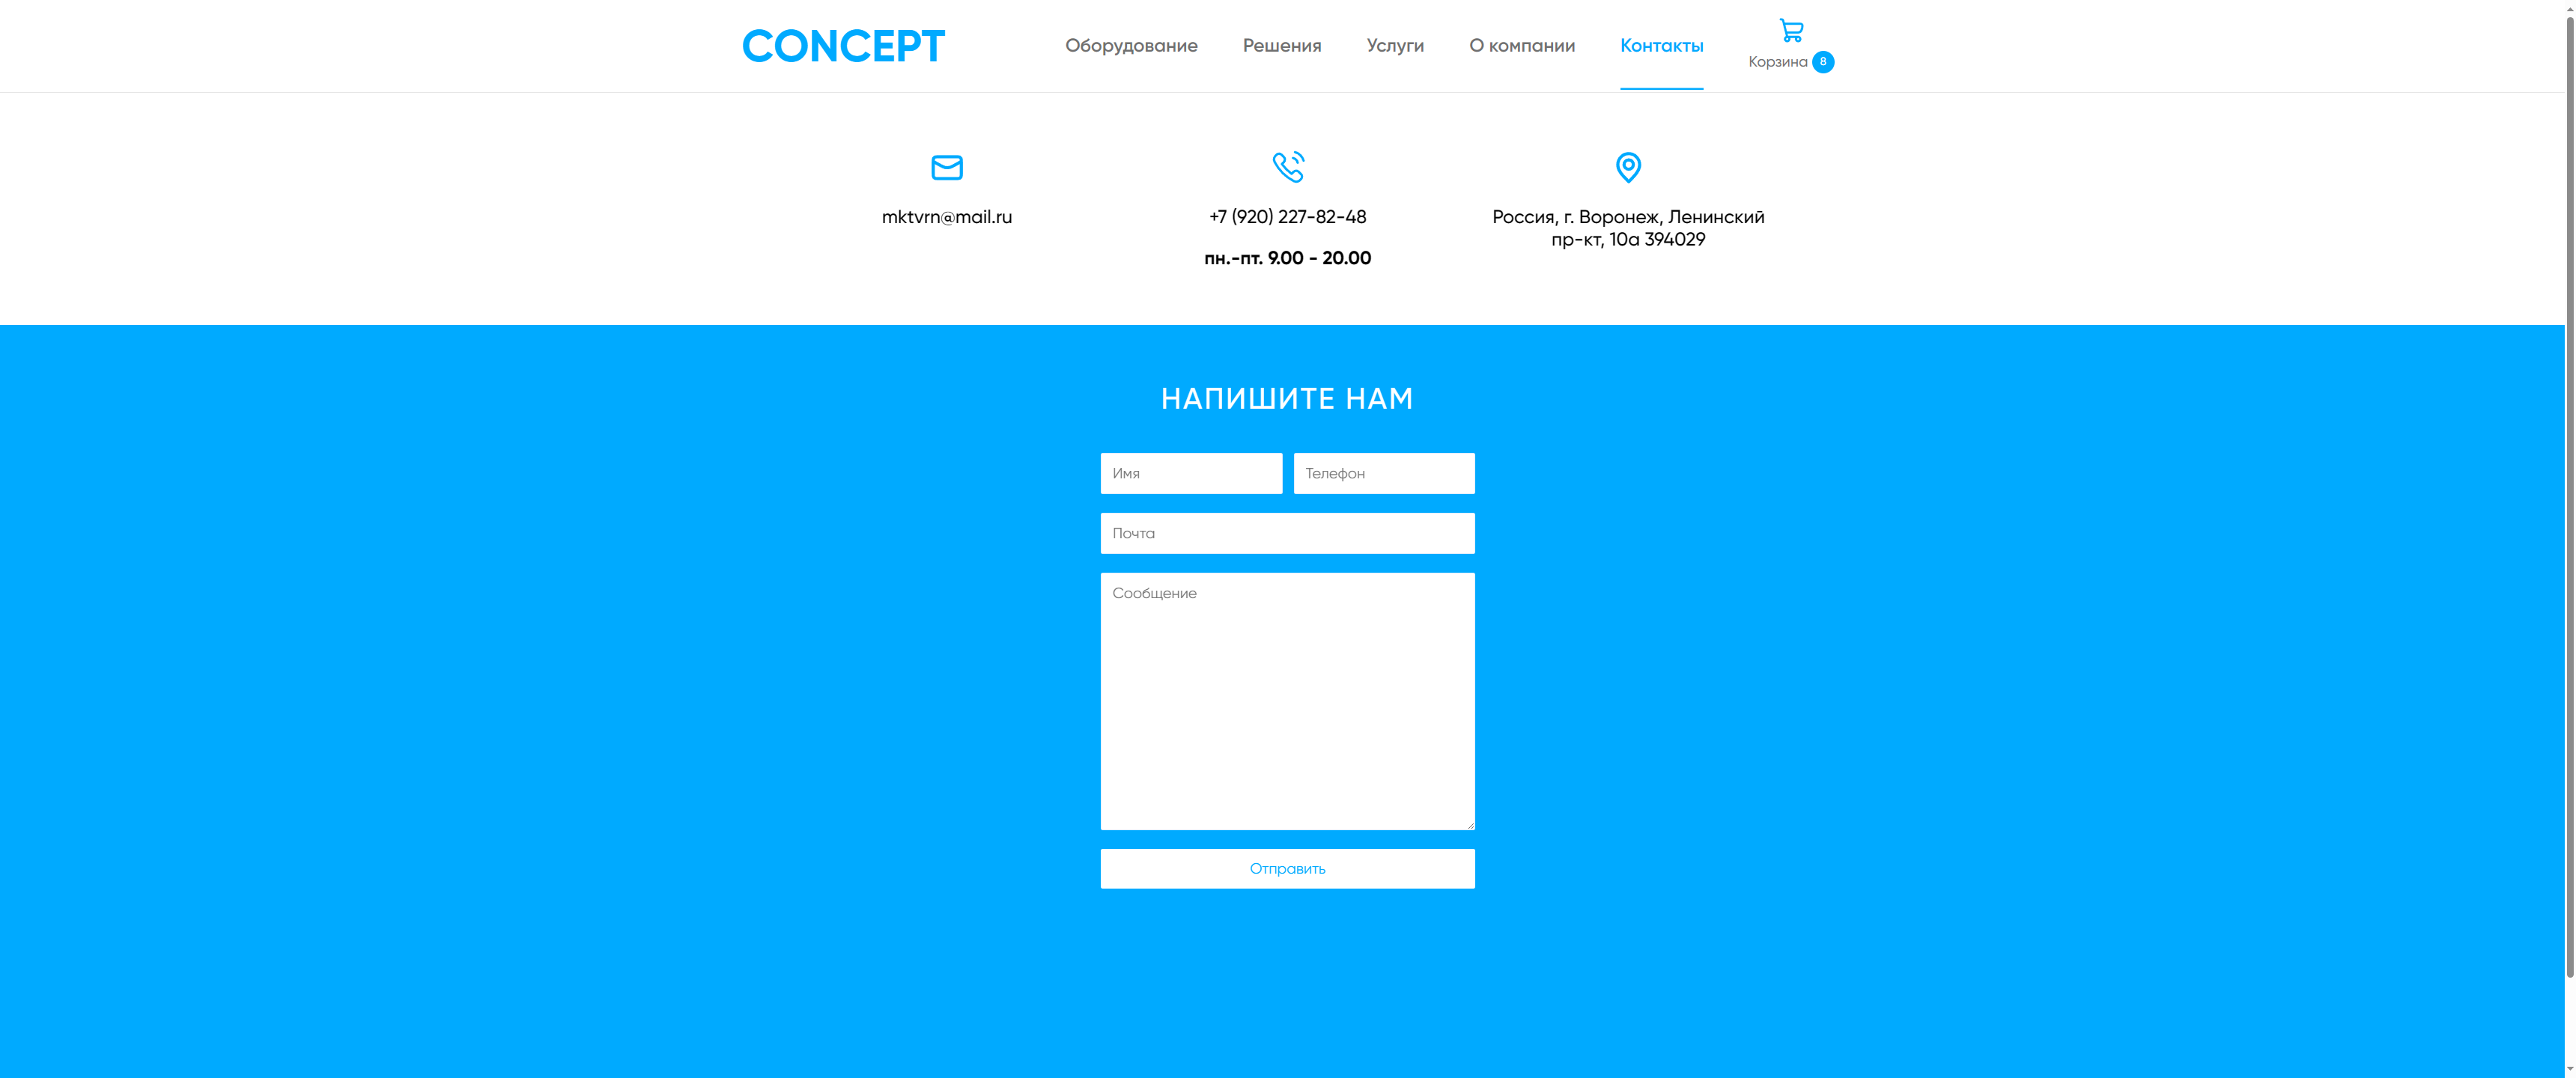 CONCEPT
Оборудование
Решения
Услуги
О компании
Контакты
Корзина 8
mktvrn@mail.ru
+7 (920) 227-82-48
пн.-пт. 9.00 - 20.00
Россия, г. Воронеж, Ленинский
пр-кт, 10а 394029
НАПИШИТЕ НАМ
Имя
Телефон
Почта
Сообщение
Отправить